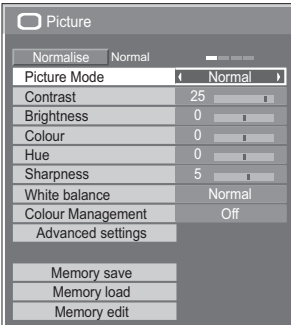 Picture
Normalise Normal
Picture Mode Normal
Contrast 25
Brightness 0
Colour 0
Hue 0
Sharpness 5
White balance Normal
Colour Management Off
Advanced settings
Memory save
Memory load
Memory edit